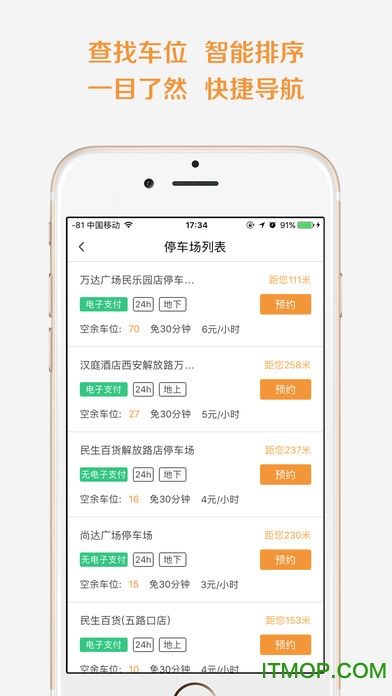 查找车位 智能排序
一目了然 快捷导航
-81 中国移动 17:34 91%
停车场列表
万达广场民乐园店停车... 距您111米
电子支付 24h 地下 预约
空余车位: 70 免30分钟 6元/小时
汉庭酒店西安解放路万... 距您258米
电子支付 24h 地上 预约
空余车位: 27 免30分钟 5元/小时
民生百货解放路店停车场 距您237米
无电子支付 24h 地下 预约
空余车位: 16 免30分钟 4元/小时
尚达广场停车场 距您230米
无电子支付 24h 地下 预约
空余车位: 15 免30分钟 3元/小时
民生百货(五路口店) 距您153米
电子支付 24h 地上 预约
空余车位: 10 免30分钟 4元/小时
ITMOP.COM